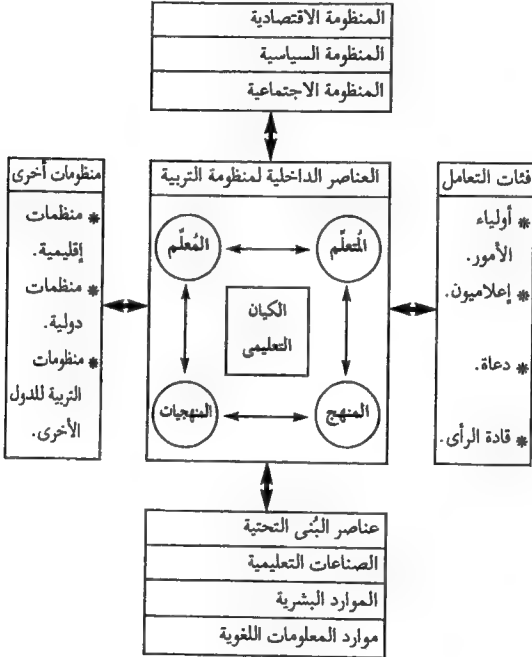 المنظومة الاقتصادية
المنظومة السياسية
المنظومة الاجتماعية
فئات التعامل
* أولياء
الأمور.
* إعلاميون.
* دعاة.
* قادة الرأى.
العناصر الداخلية لمنظومة التربية
المُتعلّم
المُعلّم
الكيان
التعليمى
المنهج
المنهجيات
منظومات أخرى
* منظمات
إقليمية.
* منظمات
دولية.
* منظومات
التربية للدول
الأخرى.
عناصر البُنى التحتية
الصناعات التعليمية
الموارد البشرية
موارد المعلومات اللغوية